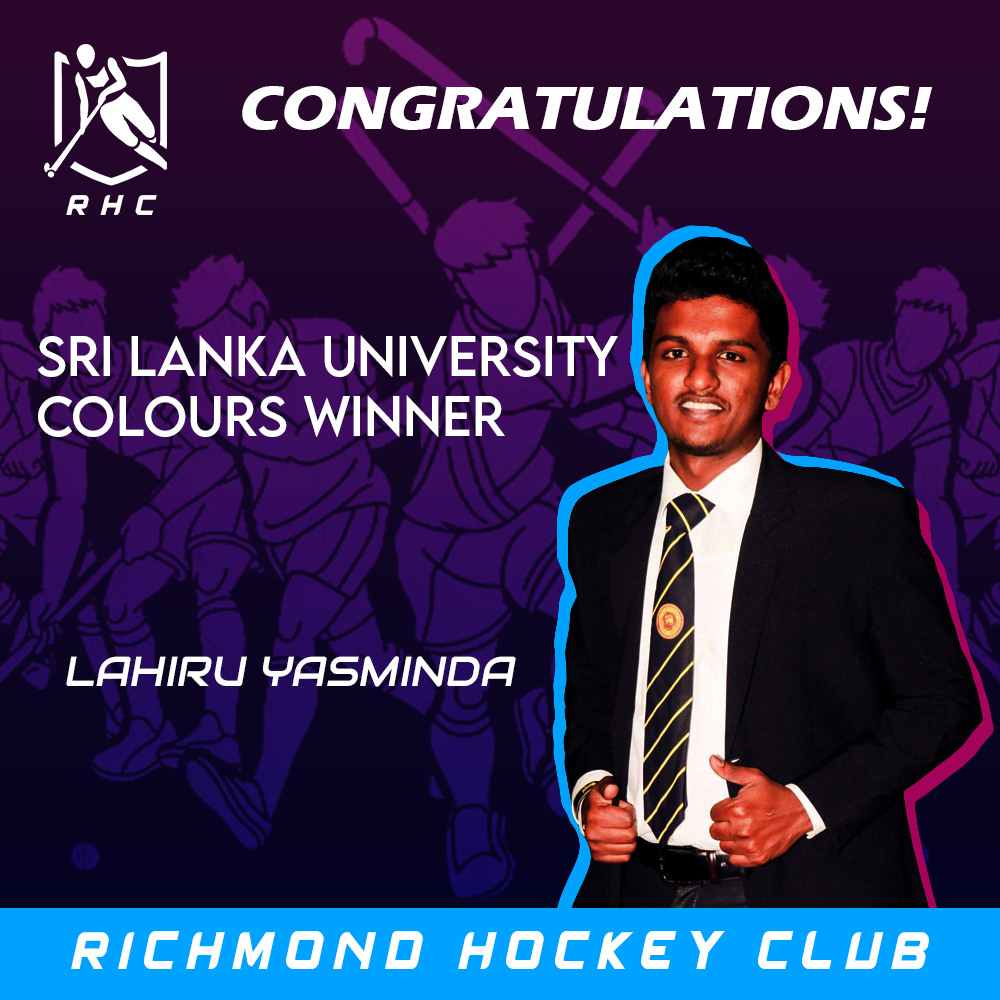 RHC
CONGRATULATIONS!
SRI LANKA UNIVERSITY
COLOURS WINNER
LAHIRU YASMINDA
RICHMOND HOCKEY CLUB